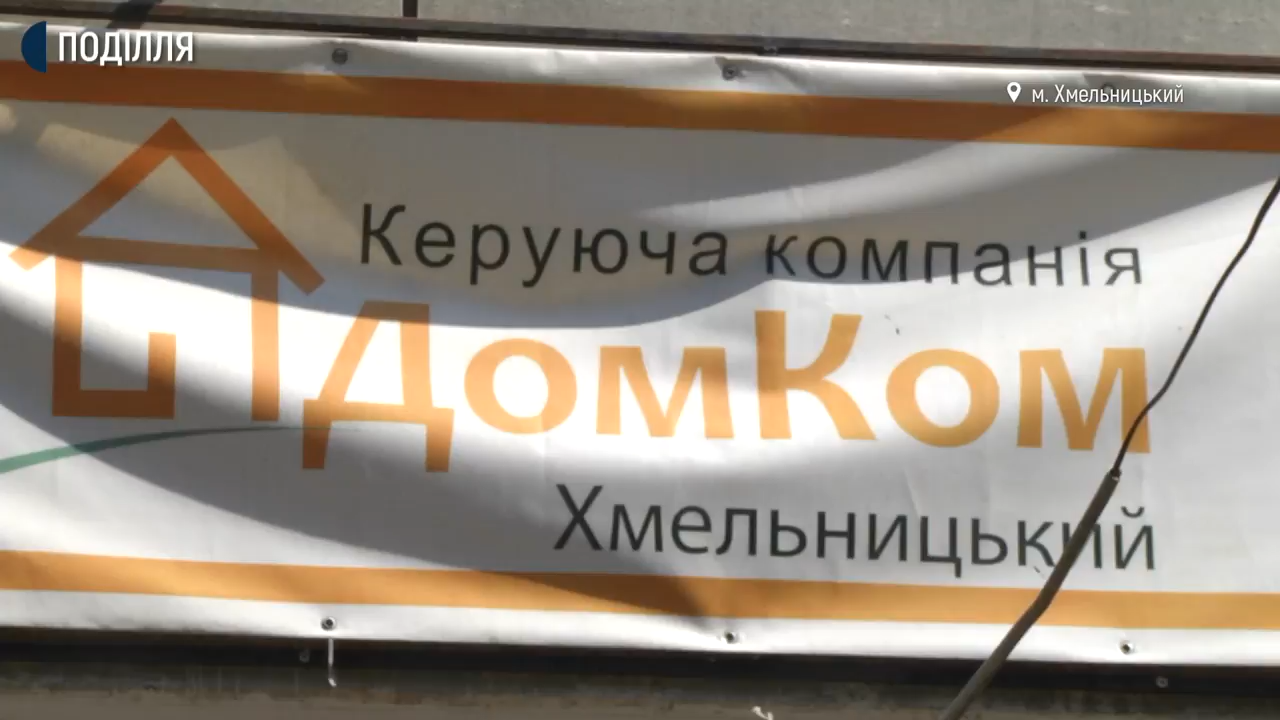 ПОДІЛЛЯ
м. Хмельницький
Керуюча компанія
ДомКом
Хмельницький